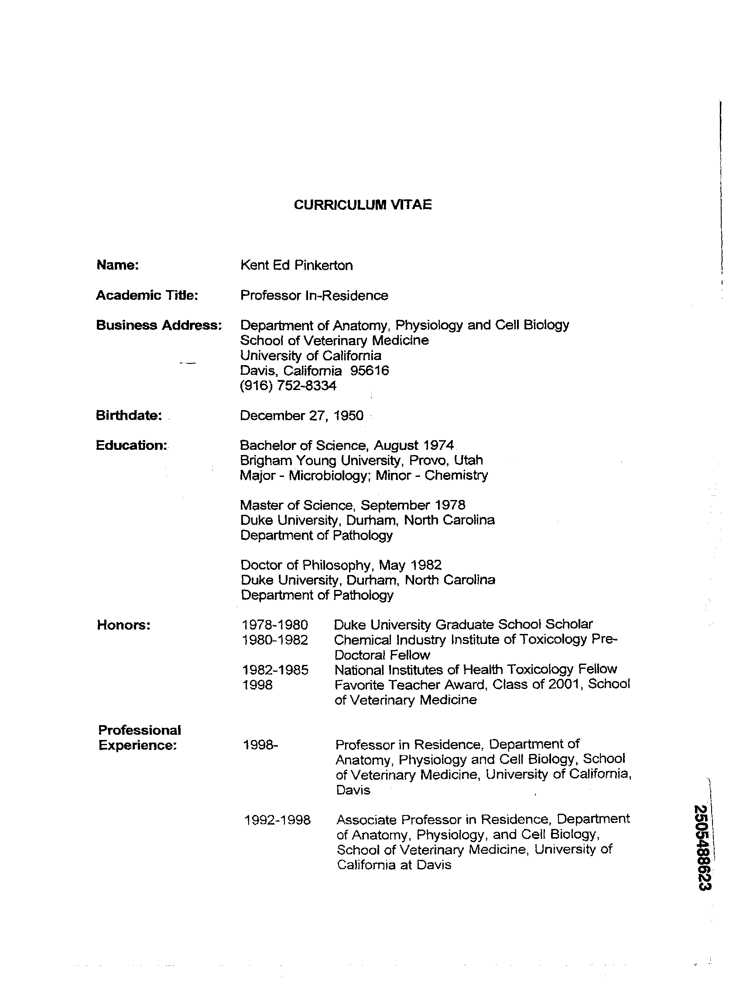 CURRICULUM VITAE
Name: Kent Ed Pinkerton
Academic Title: Professor In-Residence
Business Address: Department of Anatomy, Physiology and Cell Biology
School of Veterinary Medicine
University of California
Davis, California 95616
(916) 752-8334
Birthdate: December 27, 1950
Education: Bachelor of Science, August 1974
Brigham Young University, Provo, Utah
Major - Microbiology; Minor - Chemistry
Master of Science, September 1978
Duke University, Durham, North Carolina
Department of Pathology
Doctor of Philosophy, May 1982
Duke University, Durham, North Carolina
Department of Pathology
Honors: 1978-1980 Duke University Graduate School Scholar
1980-1982 Chemical Industry Institute of Toxicology Pre-
Doctoral Fellow
1982-1985 National Institutes of Health Toxicology Fellow
1998 Favorite Teacher Award, Class of 2001, School
of Veterinary Medicine
Professional
Experience: 1998- Professor in Residence, Department of
Anatomy, Physiology and Cell Biology, School
of Veterinary Medicine, University of California,
Davis
1992-1998 Associate Professor in Residence, Department
of Anatomy, Physiology, and Cell Biology,
School of Veterinary Medicine, University of
California at Davis
2505488623